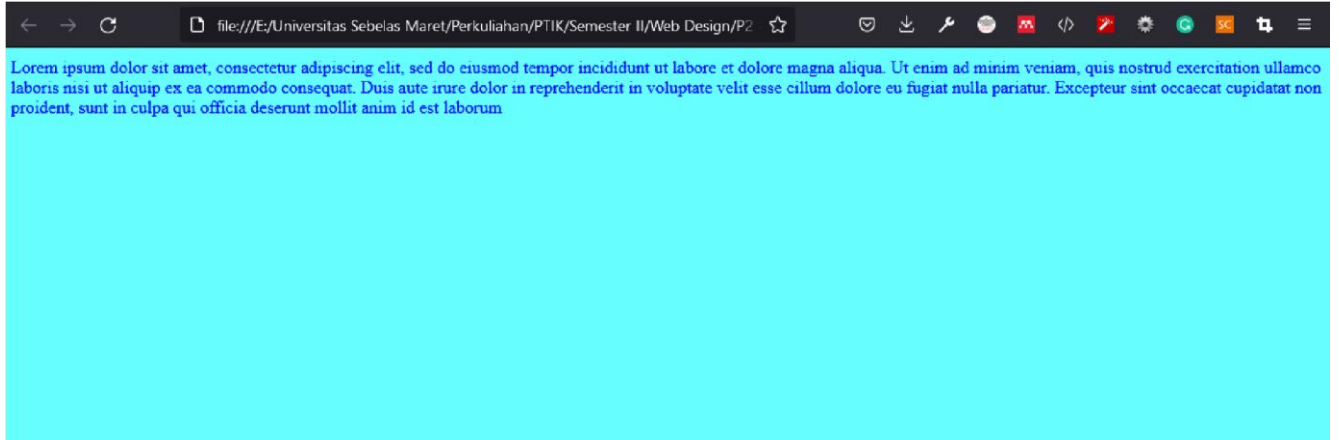 file:///E:/Universitas Sebelas Maret/Perkuliahan/PTIK/Semester II/Web Design/P2
SC
Lorem ipsum dolor sit amet, consectetur adipiscing elit, sed do eiusmod tempor incididunt ut labore et dolore magna aliqua. Ut enim ad minim veniam, quis nostrud exercitation ullamco
laboris nisi ut aliquip ex ea commodo consequat. Duis aute irure dolor in reprehenderit in voluptate velit esse cillum dolore eu fugiat nulla pariatur. Excepteur sint occaecat cupidatat non
proident, sunt in culpa qui officia deserunt mollit anim id est laborum